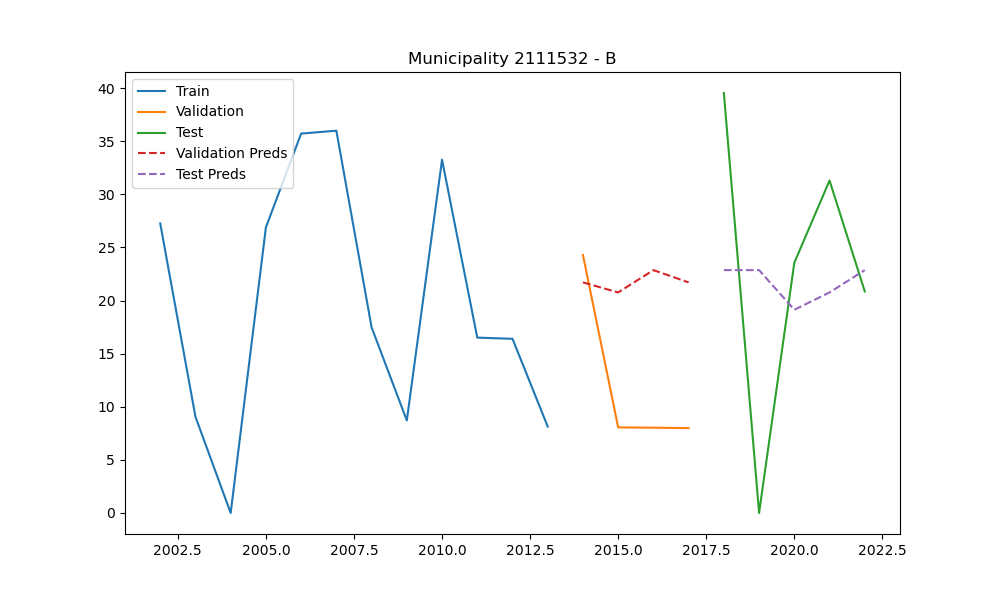 Municipality 2111532 - B
Train
Validation
Test
Validation Preds
Test Preds
40
35
30
25
20
15
10
5
0
2002.5 2005.0 2007.5 2010.0 2012.5 2015.0 2017.5 2020.0 2022.5